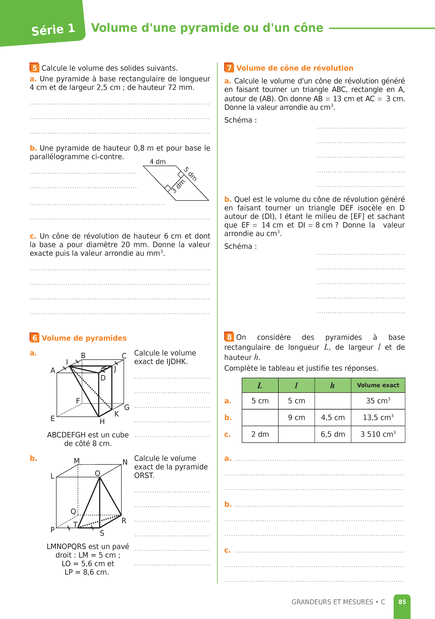 Série 1
Volume d'une pyramide ou d'un cône
5 Calcule le volume des solides suivants.
a. Une pyramide à base rectangulaire de longueur
4 cm et de largeur 2,5 cm ; de hauteur 72 mm.
b. Une pyramide de hauteur 0,8 m et pour base le
parallélogramme ci-contre.
4 dm
5 dm
3 dm
c. Un cône de révolution de hauteur 6 cm et dont
la base a pour diamètre 20 mm. Donne la valeur
exacte puis la valeur arrondie au mm³.
6 Volume de pyramides
a.
A B C D E F G H I J K
Calcule le volume
exact de IJDHK.
ABCDEFGH est un cube
de côté 8 cm.
b.
L M N O P Q R S T
Calcule le volume
exact de la pyramide
ORST.
LMNOPQRS est un pavé
droit : LM = 5 cm ;
LO = 5,6 cm et
LP = 8,6 cm.
7 Volume de cône de révolution
a. Calcule le volume d'un cône de révolution généré
en faisant tourner un triangle ABC, rectangle en A,
autour de (AB). On donne AB = 13 cm et AC = 3 cm.
Donne la valeur arrondie au cm³.
Schéma :
b. Quel est le volume du cône de révolution généré
en faisant tourner un triangle DEF isocèle en D
autour de (DI), I étant le milieu de [EF] et sachant
que EF = 14 cm et DI = 8 cm ? Donne la valeur
arrondie au cm³.
Schéma :
8 On considère des pyramides à base
rectangulaire de longueur L, de largeur l et de
hauteur h.
Complète le tableau et justifie tes réponses.
L l h Volume exact
a. 5 cm 5 cm 35 cm³
b. 9 cm 4,5 cm 13,5 cm³
c. 2 dm 6,5 dm 3 510 cm³
a.
b.
c.
GRANDEURS ET MESURES • C 85